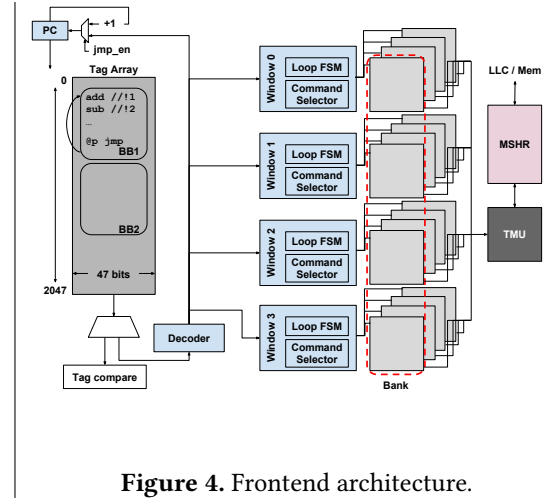 PC
+1
jmp_en
Tag Array
0
add //!1
sub //!2
…
@p jmp
BB1
BB2
47 bits
2047
Decoder
Tag compare
Window 0
Loop FSM
Command
Selector
Window 1
Loop FSM
Command
Selector
Window 2
Loop FSM
Command
Selector
Window 3
Loop FSM
Command
Selector
Bank
LLC / Mem
MSHR
TMU
Figure 4. Frontend architecture.